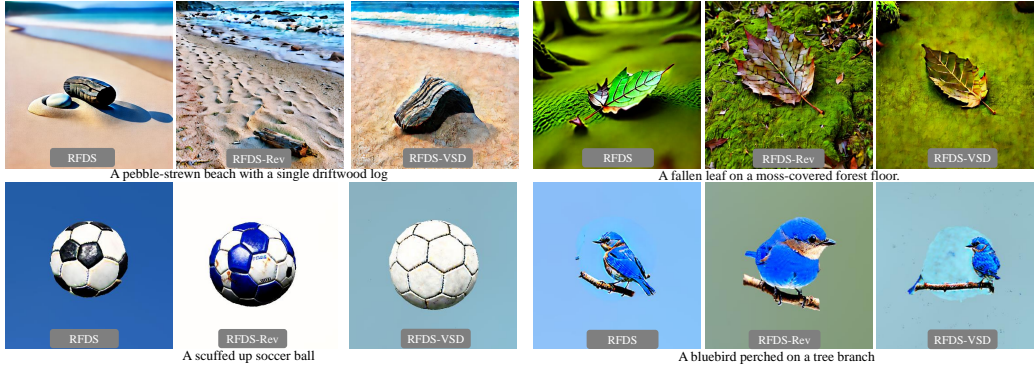 RFDS
RFDS-Rev
RFDS-VSD
A pebble-strewn beach with a single driftwood log
RFDS
RFDS-Rev
RFDS-VSD
A fallen leaf on a moss-covered forest floor.
RFDS
RFDS-Rev
RFDS-VSD
A scuffed up soccer ball
RFDS
RFDS-Rev
RFDS-VSD
A bluebird perched on a tree branch